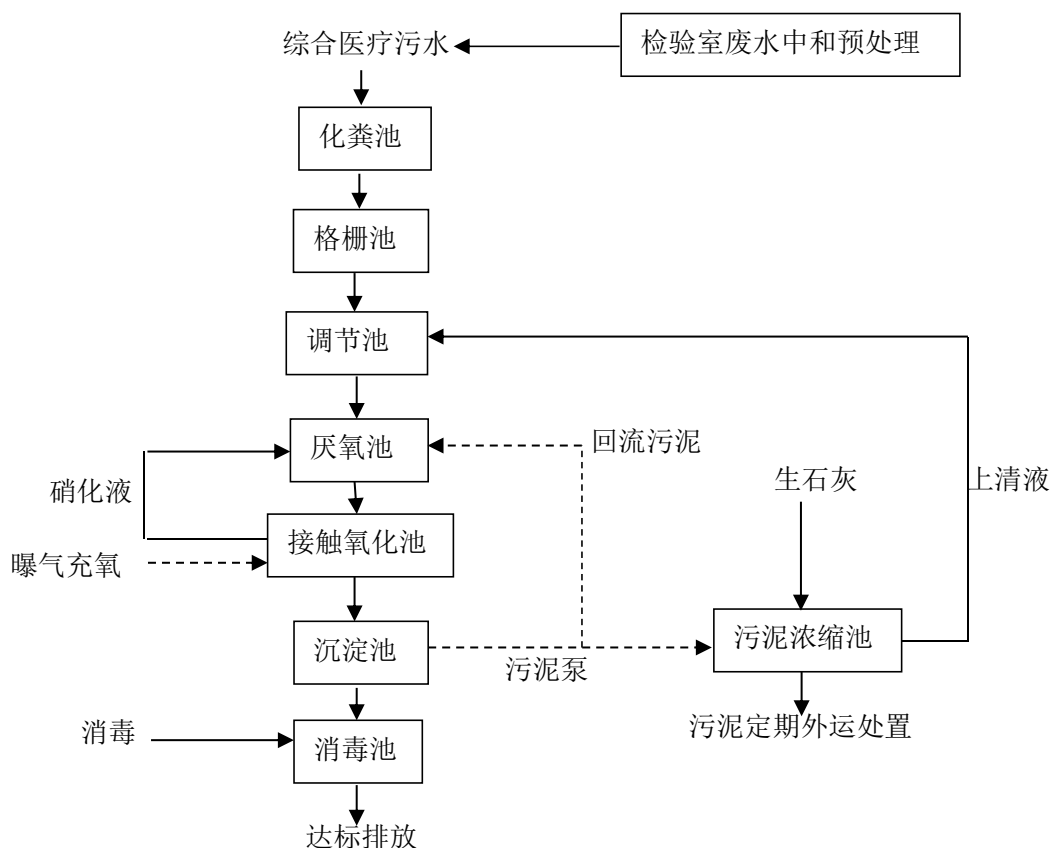 综合医疗污水
检验室废水中和预处理
化粪池
格栅池
调节池
厌氧池
回流污泥
硝化液
生石灰
上清液
接触氧化池
曝气充氧
沉淀池
污泥泵
污泥浓缩池
消毒
消毒池
污泥定期外运处置
达标排放